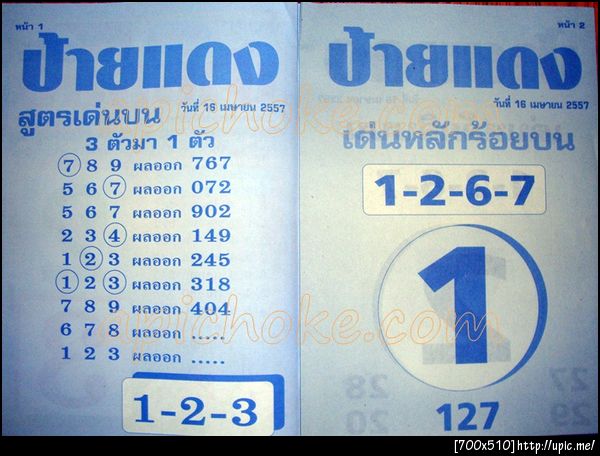 หน้า 1
ป้ายแดง
สูตรเด่นบน
วันที่ 16 เมษายน 2557
3 ตัวมา 1 ตัว
7 8 9 ผลออก 767
5 6 7 ผลออก 072
5 6 7 ผลออก 902
2 3 4 ผลออก 149
1 2 3 ผลออก 245
1 2 3 ผลออก 318
7 8 9 ผลออก 404
6 7 8 ผลออก .....
1 2 3 ผลออก .....
1-2-3
หน้า 2
ป้ายแดง
วันที่ 16 เมษายน 2557
เด่นหลักร้อยบน
1-2-6-7
1
127
upichoke.com
upichoke.com
[700x510]http://upic.me/